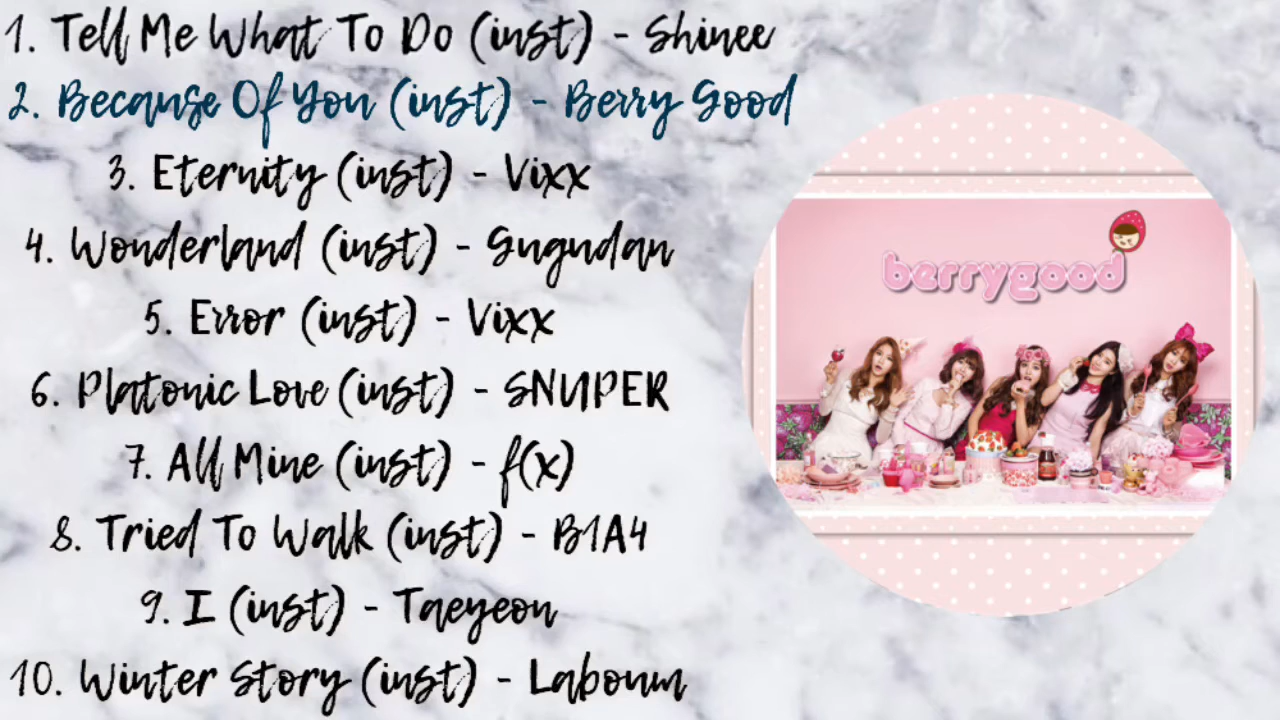 1. Tell Me What To Do (inst) - Shinee
2. Because Of You (inst) - Berry Good
3. Eternity (inst) - Vixx
4. Wonderland (inst) - Gugudan
5. Error (inst) - Vixx
6. Platonic Love (inst) - SNUPER
7. All Mine (inst) - f(x)
8. Tried To Walk (inst) - B1A4
9. I (inst) - Taeyeon
10. Winter Story (inst) - Laboum
berrygood